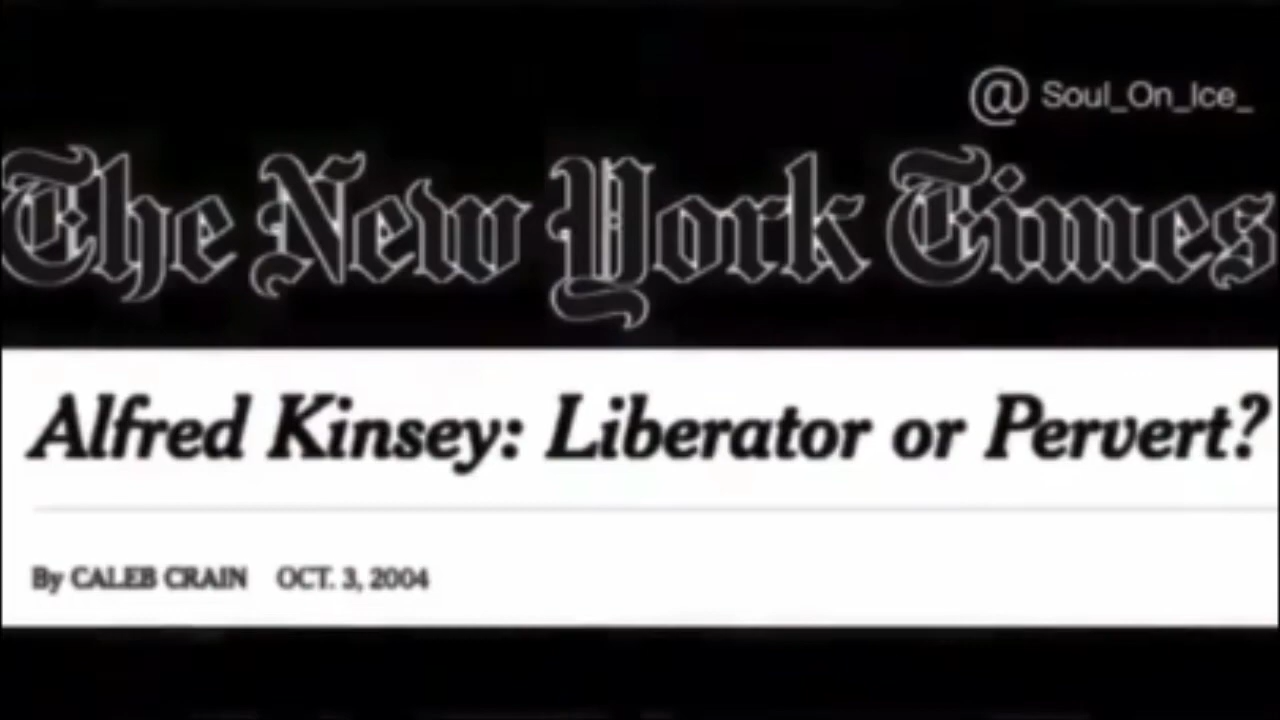 @ Soul_On_Ice_
The New York Times
Alfred Kinsey: Liberator or Pervert?
By CALEB CRAIN OCT. 3, 2004